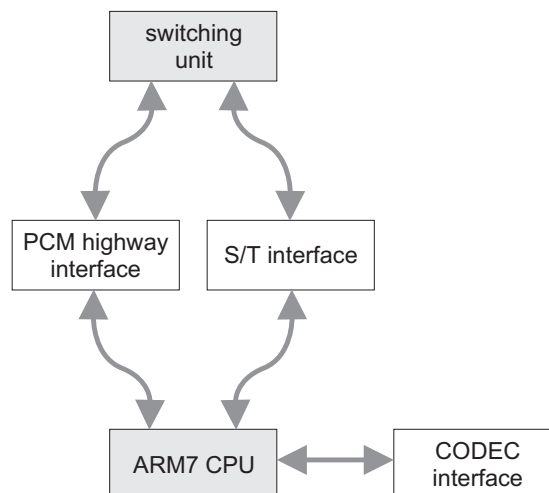 switching
unit
PCM highway
interface
S/T interface
ARM7 CPU
CODEC
interface